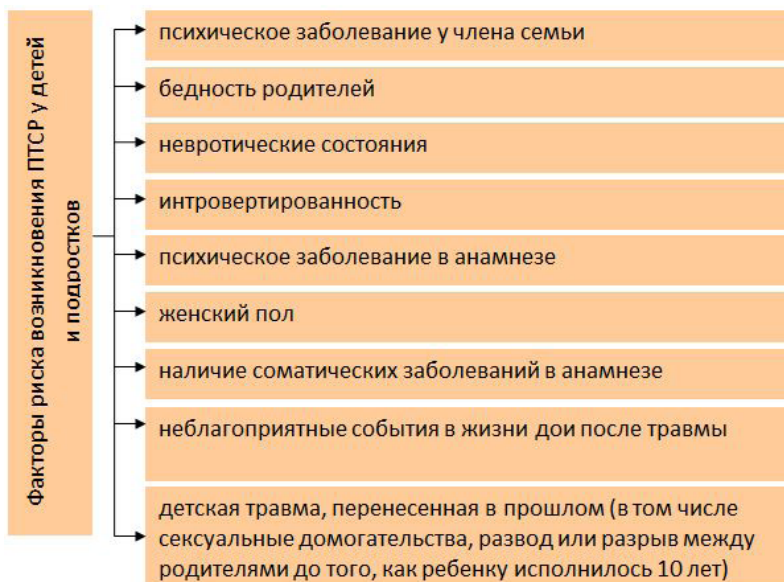 Факторы риска возникновения ПТСР у детей
и подростков
психическое заболевание у члена семьи
бедность родителей
невротические состояния
интровертированность
психическое заболевание в анамнезе
женский пол
наличие соматических заболеваний в анамнезе
неблагоприятные события в жизни дои после травмы
детская травма, перенесенная в прошлом (в том числе
сексуальные домогательства, развод или разрыв между
родителями до того, как ребенку исполнилось 10 лет)